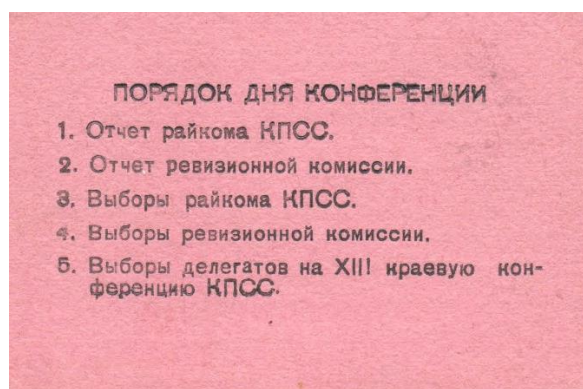 ПОРЯДОК ДНЯ КОНФЕРЕНЦИИ
1. Отчет райкома КПСС.
2. Отчет ревизионной комиссии.
3. Выборы райкома КПСС.
4. Выборы ревизионной комиссии.
5. Выборы делегатов на XIII краевую кон-
ференцию КПСС.